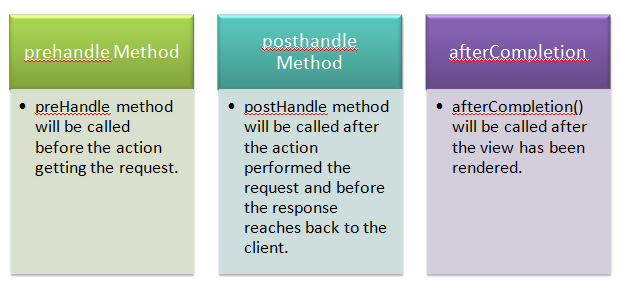 prehandle Method
• preHandle method
will be called
before the action
getting the request.
posthandle
Method
• postHandle method
will be called after
the action
performed the
request and before
the response
reaches back to the
client.
afterCompletion
• afterCompletion()
will be called after
the view has been
rendered.